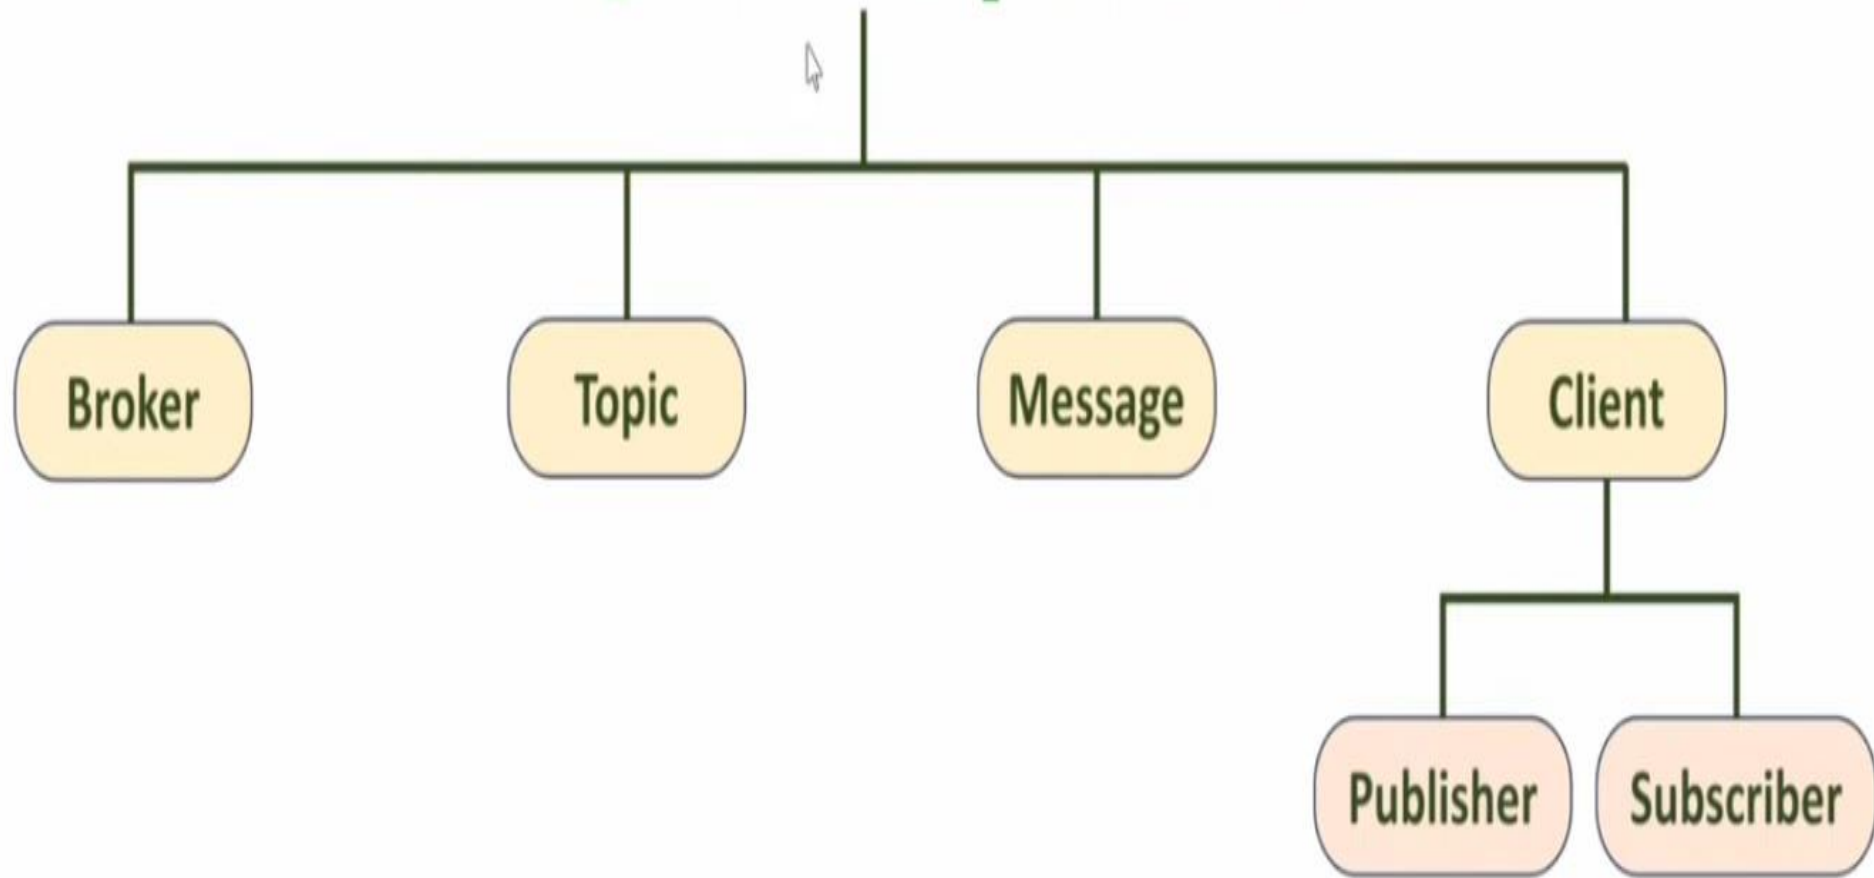 Broker
Topic
Message
Client
Publisher
Subscriber